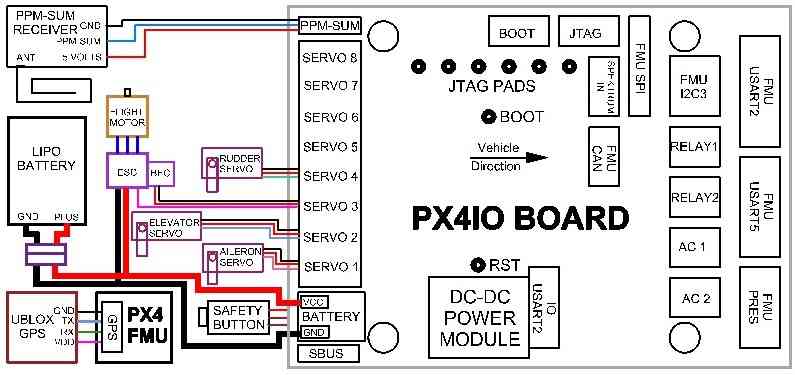 PPM-SUM
RECEIVER
GND
PPM SUM
5 VOLTS
ANT
FLIGHT
MOTOR
ESC
BEC
LIPO
BATTERY
GND
PLUS
RUDDER
SERVO
ELEVATOR
SERVO
AILERON
SERVO
UBLOX
GPS
GND
TX
RX
VDD
GPS
PX4
FMU
SAFETY
BUTTON
PPM-SUM
SERVO 8
SERVO 7
SERVO 6
SERVO 5
SERVO 4
SERVO 3
SERVO 2
SERVO 1
VCC
BATTERY
GND
SBUS
BOOT
JTAG
JTAG PADS
BOOT
Vehicle
Direction
PX4IO BOARD
RST
DC-DC
POWER
MODULE
IO
USART2
SPEKTRUM
IN
FMU SPI
FMU
CAN
FMU
I2C3
RELAY1
RELAY2
AC 1
AC 2
FMU
USART2
FMU
USART5
FMU
PRES